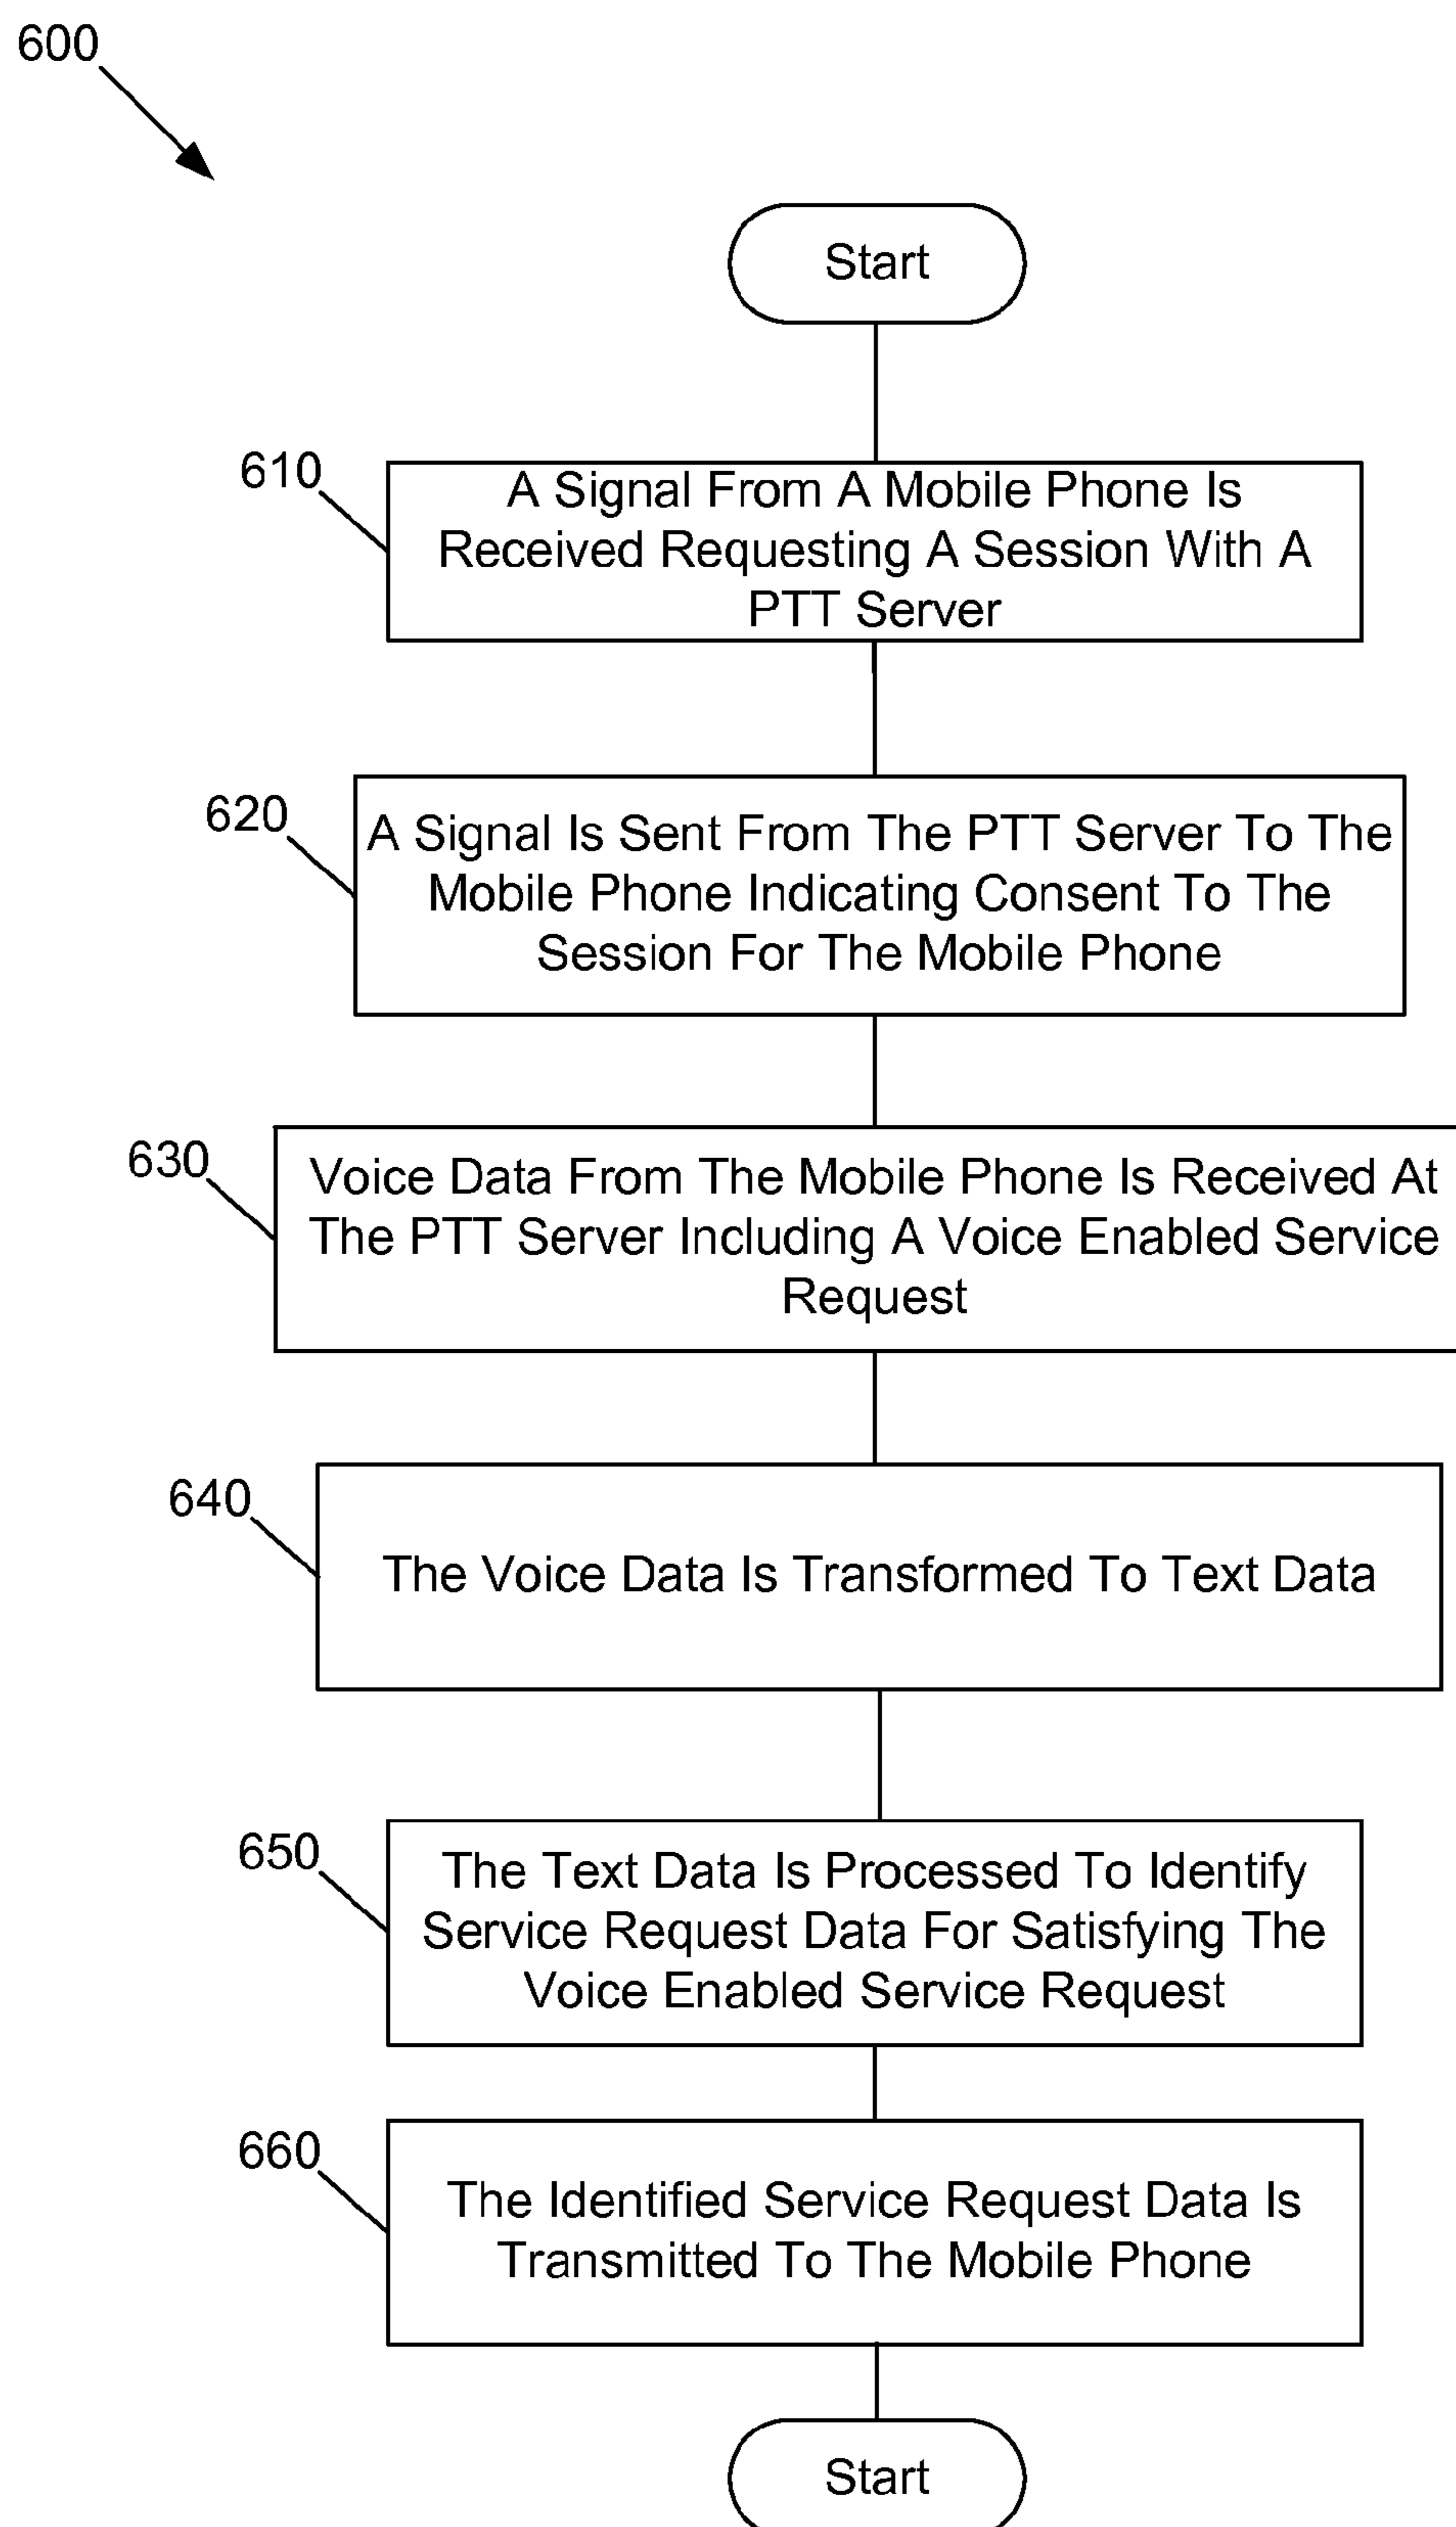 600
Start
610
A Signal From A Mobile Phone Is
Received Requesting A Session With A
PTT Server
620
A Signal Is Sent From The PTT Server To The
Mobile Phone Indicating Consent To The
Session For The Mobile Phone
630
Voice Data From The Mobile Phone Is Received At
The PTT Server Including A Voice Enabled Service
Request
640
The Voice Data Is Transformed To Text Data
650
The Text Data Is Processed To Identify
Service Request Data For Satisfying The
Voice Enabled Service Request
660
The Identified Service Request Data Is
Transmitted To The Mobile Phone
Start